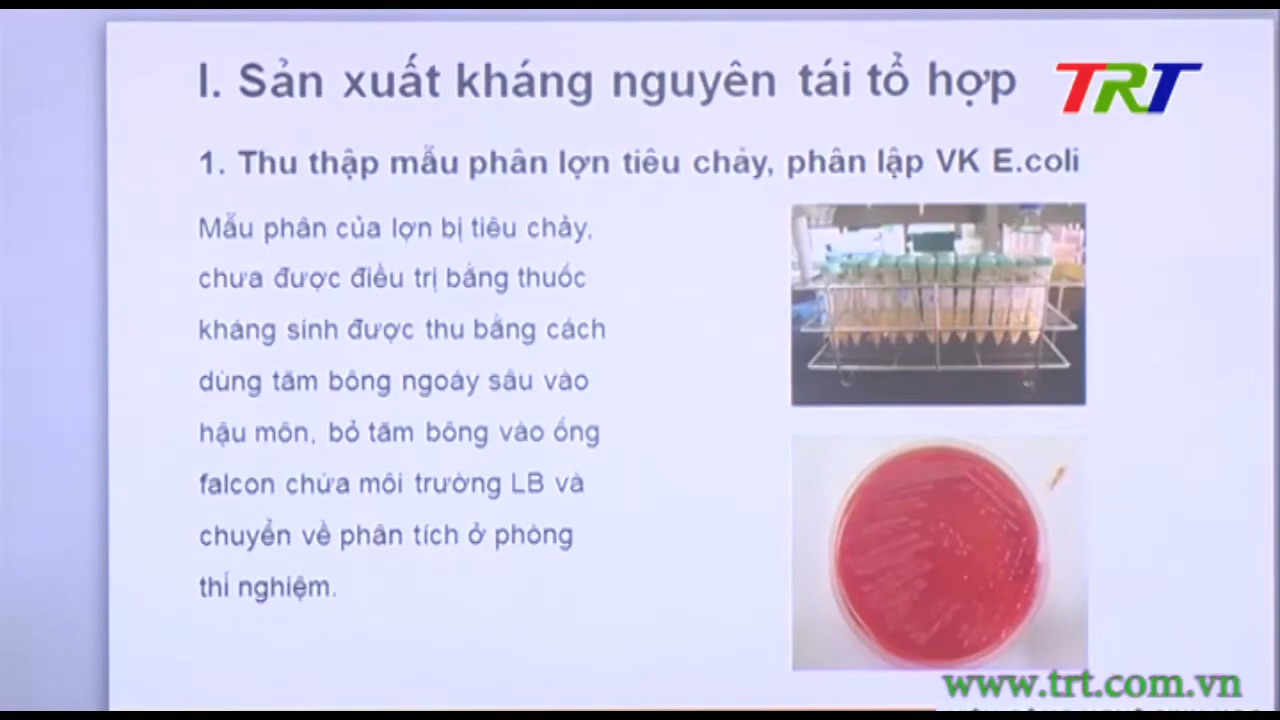 I. Sản xuất kháng nguyên tái tổ hợp
TRT
1. Thu thập mẫu phân lợn tiêu chảy, phân lập VK E.coli
Mẫu phân của lợn bị tiêu chảy,
chưa được điều trị bằng thuốc
kháng sinh được thu bằng cách
dùng tăm bông ngoáy sâu vào
hậu môn, bỏ tăm bông vào ống
falcon chứa môi trường LB và
chuyển về phân tích ở phòng
thí nghiệm.
www.trt.com.vn